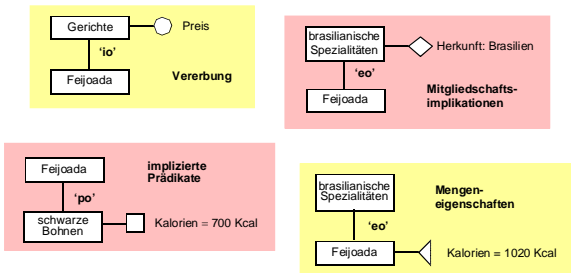 Gerichte
Preis
‘io’
Feijoada
Vererbung
brasilianische
Spezialitäten
Herkunft: Brasilien
‘eo’
Feijoada
Mitgliedschafts-
implikationen
Feijoada
implizierte
Prädikate
‘po’
schwarze
Bohnen
Kalorien = 700 Kcal
brasilianische
Spezialitäten
Mengen-
eigenschaften
‘eo’
Feijoada
Kalorien = 1020 Kcal